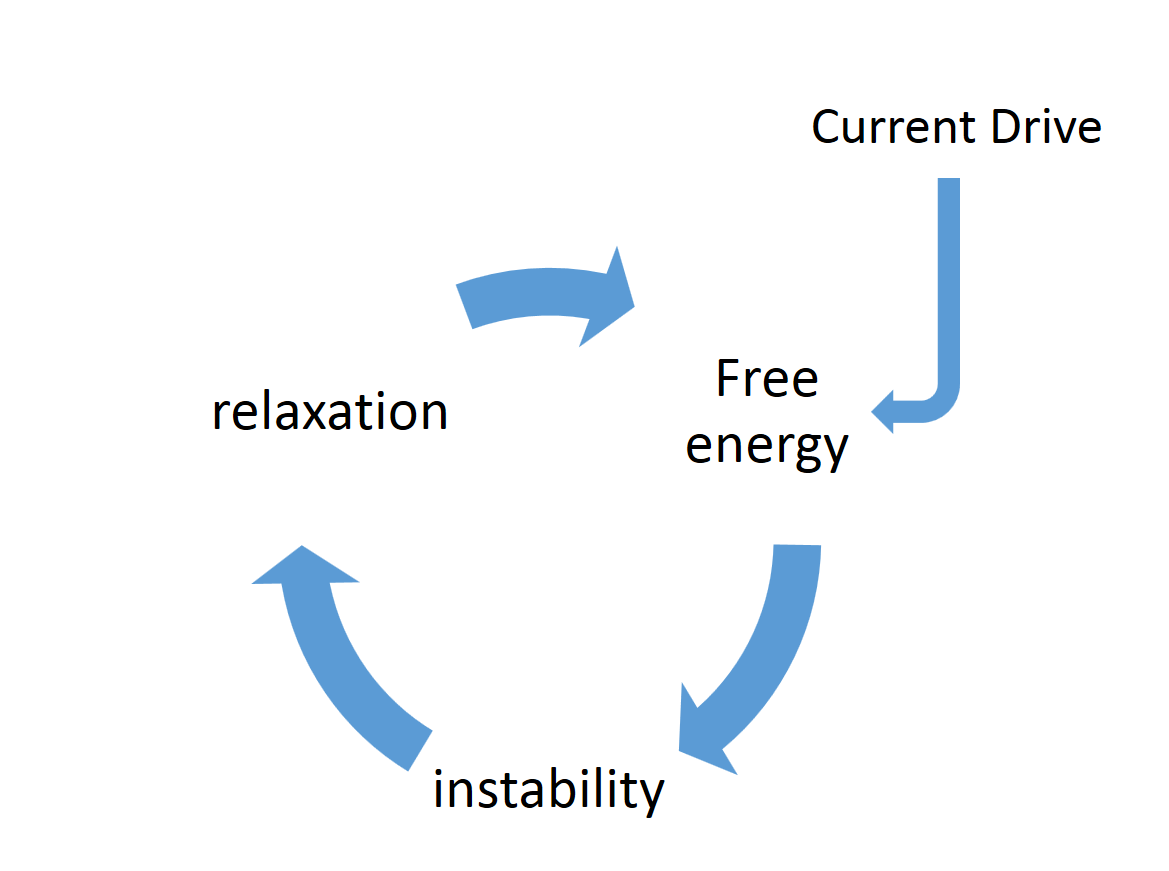 Current Drive
Free
energy
relaxation
instability